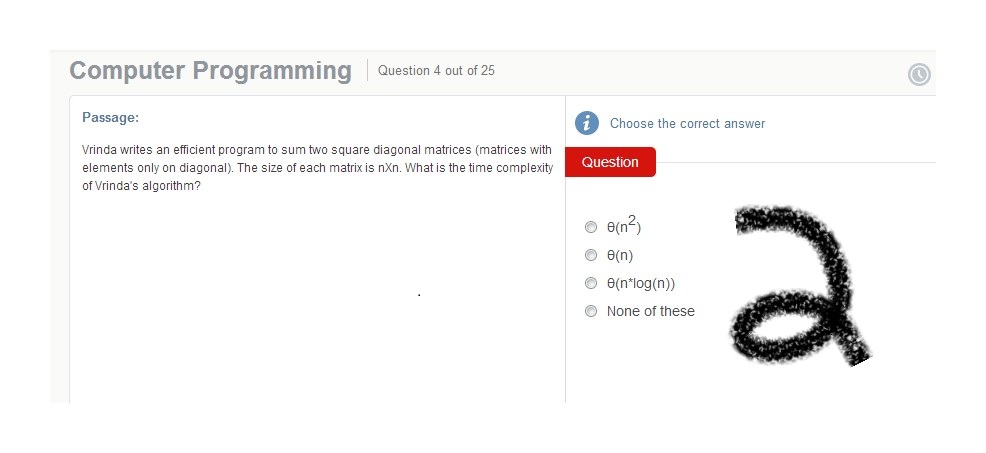 Computer Programming Question 4 out of 25
Passage:
Vrinda writes an efficient program to sum two square diagonal matrices (matrices with
elements only on diagonal). The size of each matrix is nXn. What is the time complexity
of Vrinda's algorithm?
i Choose the correct answer
Question
θ(n²)
θ(n)
θ(n*log(n))
None of these
2